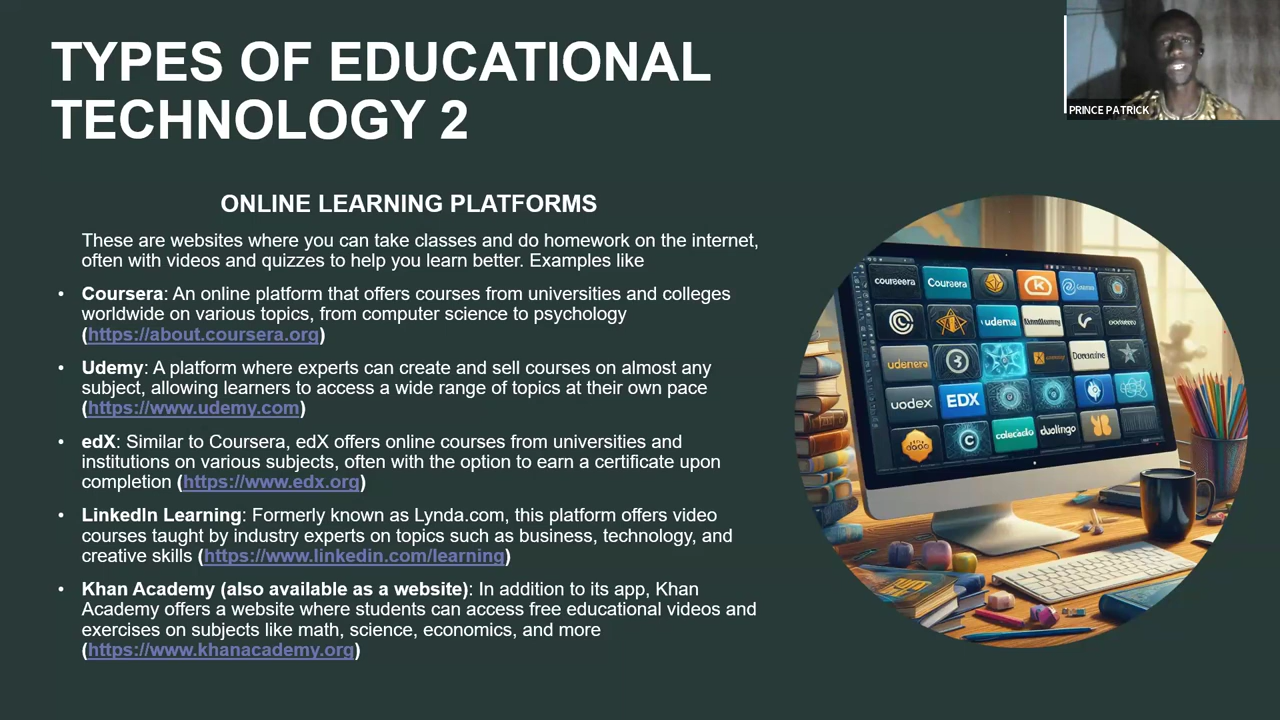 TYPES OF EDUCATIONAL
TECHNOLOGY 2
PRINCE PATRICK
ONLINE LEARNING PLATFORMS
These are websites where you can take classes and do homework on the internet,
often with videos and quizzes to help you learn better. Examples like
• Coursera: An online platform that offers courses from universities and colleges
worldwide on various topics, from computer science to psychology
(https://about.coursera.org)
• Udemy: A platform where experts can create and sell courses on almost any
subject, allowing learners to access a wide range of topics at their own pace
(https://www.udemy.com)
• edX: Similar to Coursera, edX offers online courses from universities and
institutions on various subjects, often with the option to earn a certificate upon
completion (https://www.edx.org)
• LinkedIn Learning: Formerly known as Lynda.com, this platform offers video
courses taught by industry experts on topics such as business, technology, and
creative skills (https://www.linkedin.com/learning)
• Khan Academy (also available as a website): In addition to its app, Khan
Academy offers a website where students can access free educational videos and
exercises on subjects like math, science, economics, and more
(https://www.khanacademy.org)
Coursera
udema
uodex
EDX
duolingo